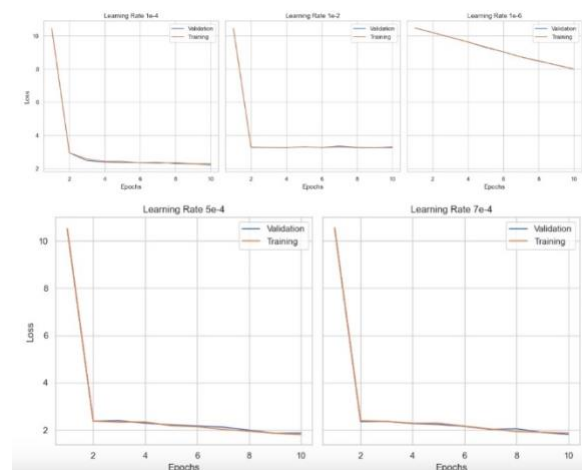 Learning Rate 1e-4
Validation
Training
10
8
6
4
2
Loss
2 4 6 8 10
Epochs
Learning Rate 1e-2
Validation
Training
2 4 6 8 10
Epochs
Learning Rate 1e-6
Validation
Training
2 4 6 8 10
Epochs
Learning Rate 5e-4
Validation
Training
10
8
6
4
2
Loss
2 4 6 8 10
Epochs
Learning Rate 7e-4
Validation
Training
2 4 6 8 10
Epochs